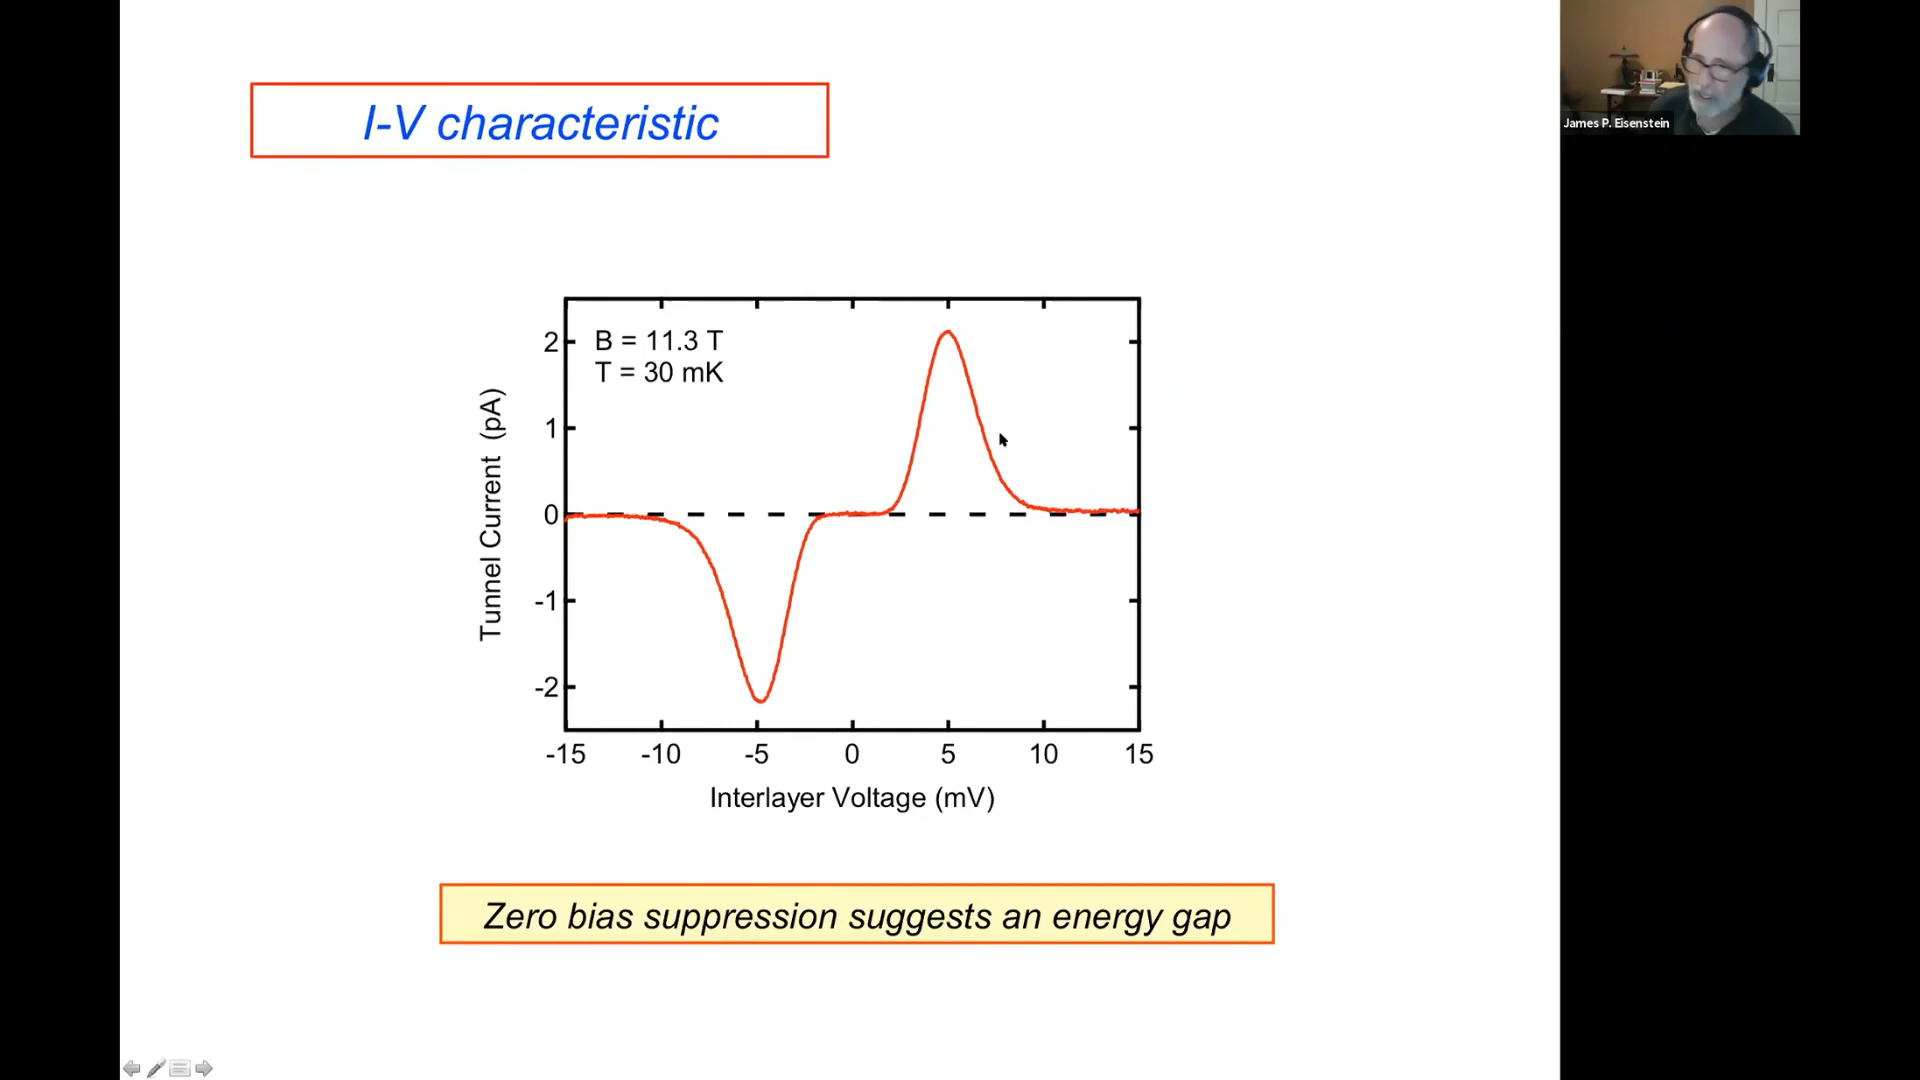 I-V characteristic
James P. Eisenstein
B = 11.3 T
T = 30 mK
Tunnel Current (pA)
2
1
0
-1
-2
-15 -10 -5 0 5 10 15
Interlayer Voltage (mV)
Zero bias suppression suggests an energy gap